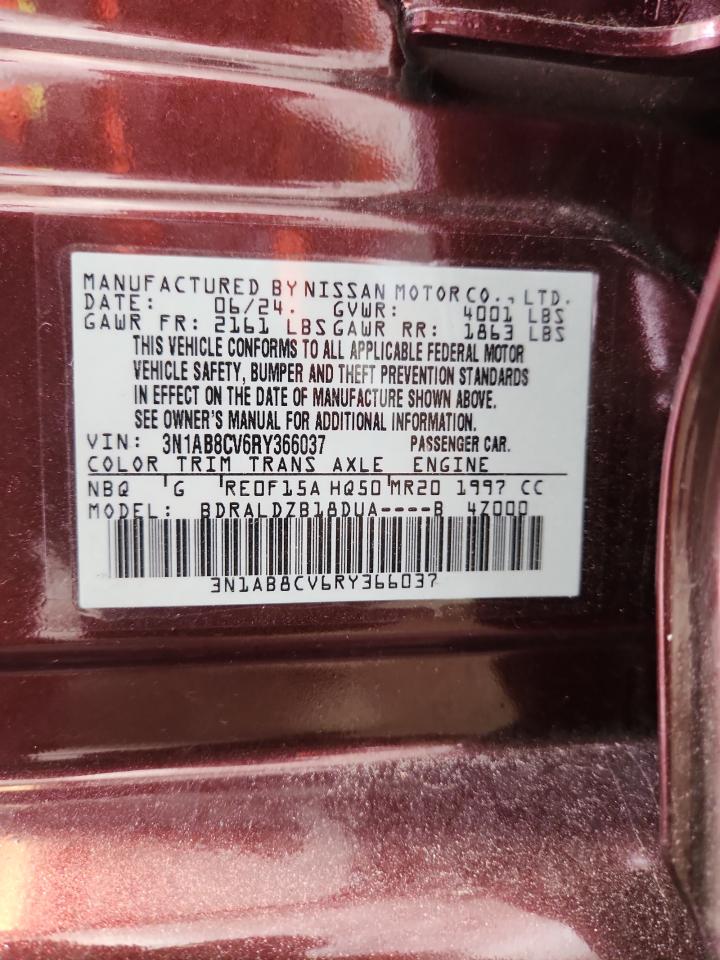 MANUFACTURED BY NISSAN MOTOR CO., LTD.
DATE: 06/24. GVWR: 4001 LBS
GAWR FR: 2161 LBS GAWR RR: 1863 LBS
THIS VEHICLE CONFORMS TO ALL APPLICABLE FEDERAL MOTOR
VEHICLE SAFETY, BUMPER AND THEFT PREVENTION STANDARDS
IN EFFECT ON THE DATE OF MANUFACTURE SHOWN ABOVE.
SEE OWNER'S MANUAL FOR ADDITIONAL INFORMATION.
VIN: 3N1AB8CV6RY366037 PASSENGER CAR.
COLOR TRIM TRANS AXLE ENGINE
NBQ G RE0F15A HQ50 MR20 1997 CC
MODEL: BDRALDZB18DUA----B 4Z000
3N1AB8CV6RY366037